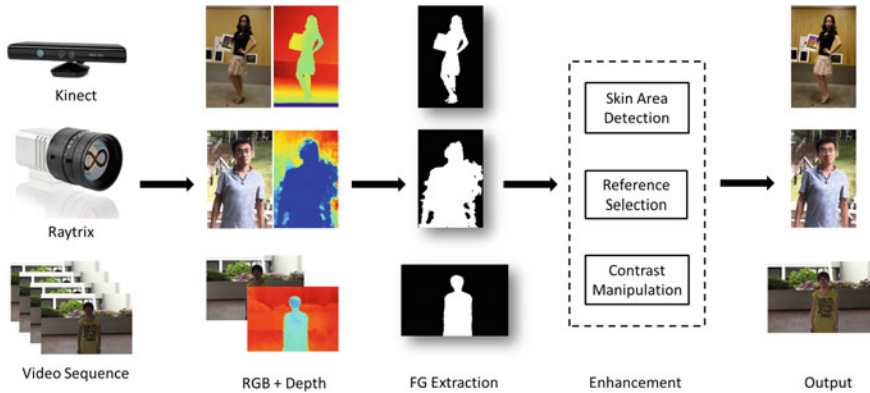 Kinect
Raytrix
Video Sequence
RGB + Depth
FG Extraction
Skin Area
Detection
Reference
Selection
Contrast
Manipulation
Enhancement
Output